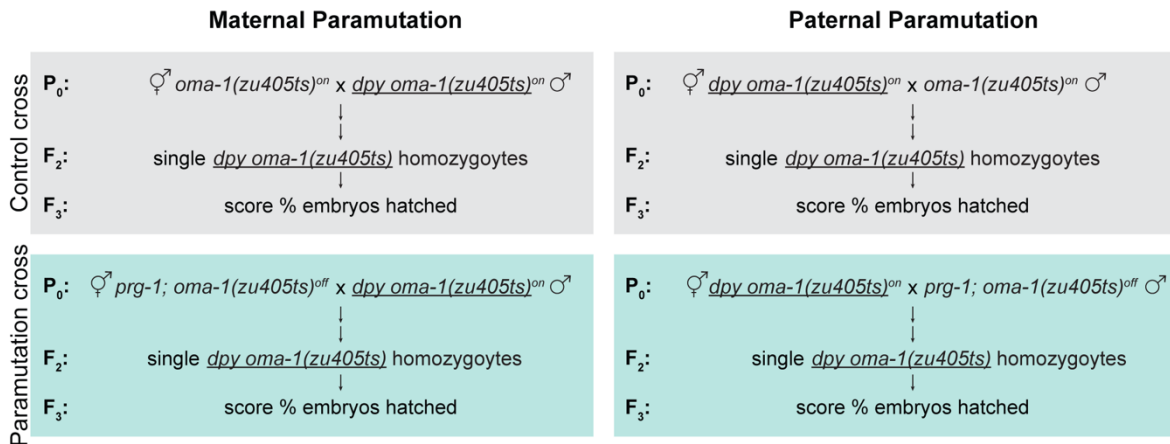 Maternal Paramutation
Paternal Paramutation
Control cross
P₀: ⚥ oma-1(zu405ts)ᵒⁿ x dpy oma-1(zu405ts)ᵒⁿ ♂
F₂: single dpy oma-1(zu405ts) homozygoytes
F₃: score % embryos hatched
P₀: ⚥ dpy oma-1(zu405ts)ᵒⁿ x oma-1(zu405ts)ᵒⁿ ♂
F₂: single dpy oma-1(zu405ts) homozygoytes
F₃: score % embryos hatched
Paramutation cross
P₀: ⚥ prg-1; oma-1(zu405ts)ᵒᶠᶠ x dpy oma-1(zu405ts)ᵒⁿ ♂
F₂: single dpy oma-1(zu405ts) homozygoytes
F₃: score % embryos hatched
P₀: ⚥ dpy oma-1(zu405ts)ᵒⁿ x prg-1; oma-1(zu405ts)ᵒᶠᶠ ♂
F₂: single dpy oma-1(zu405ts) homozygoytes
F₃: score % embryos hatched